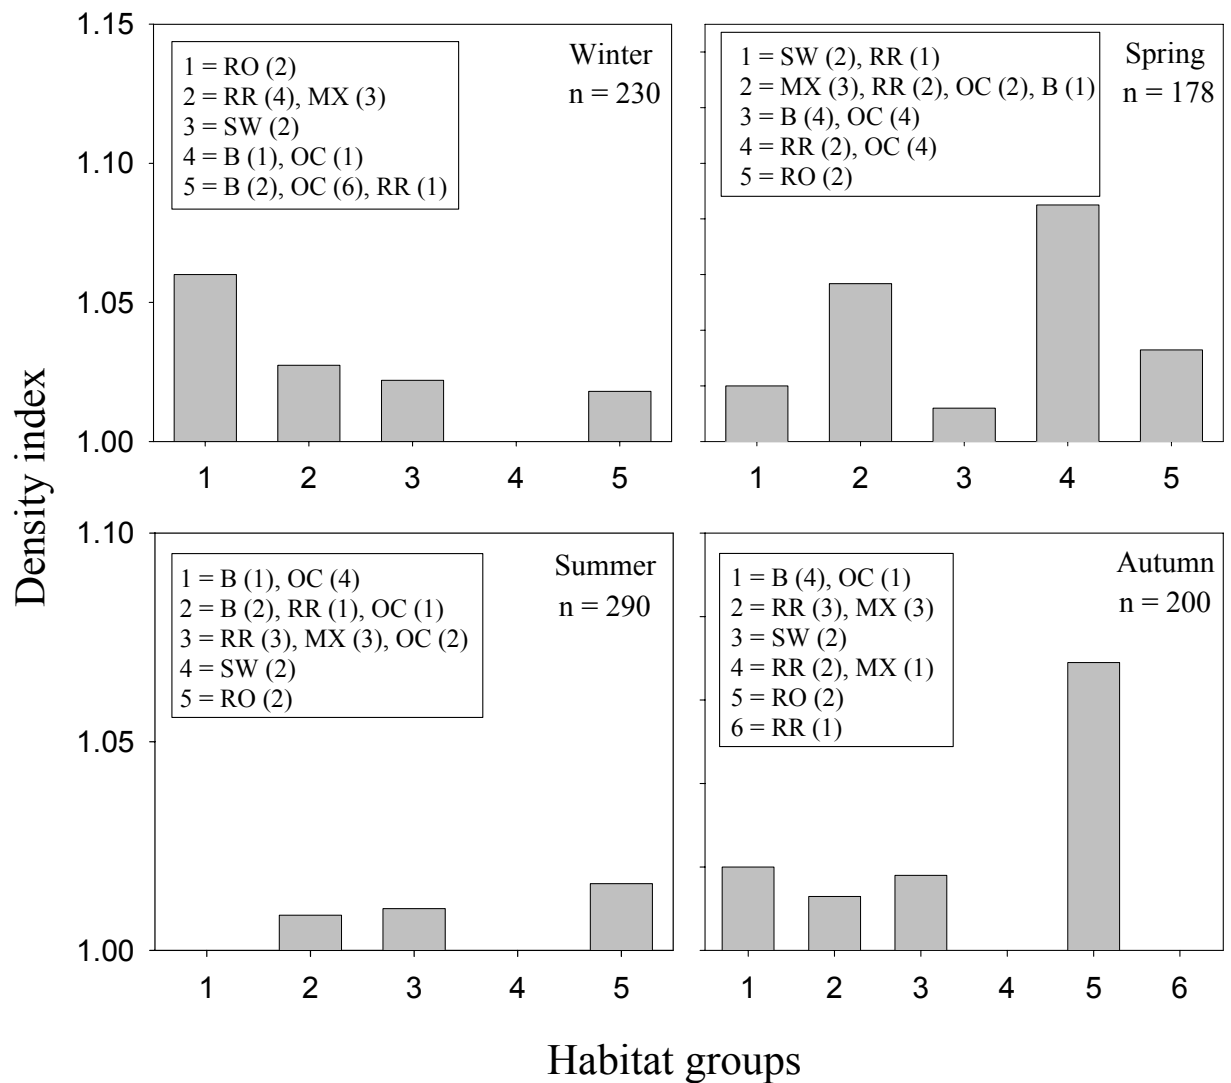 1.15
1.10
1.05
1.00
Winter
n = 230
1 = RO (2)
2 = RR (4), MX (3)
3 = SW (2)
4 = B (1), OC (1)
5 = B (2), OC (6), RR (1)
1 2 3 4 5
Spring
n = 178
1 = SW (2), RR (1)
2 = MX (3), RR (2), OC (2), B (1)
3 = B (4), OC (4)
4 = RR (2), OC (4)
5 = RO (2)
1 2 3 4 5
Density index
1.10
1.05
1.00
Summer
n = 290
1 = B (1), OC (4)
2 = B (2), RR (1), OC (1)
3 = RR (3), MX (3), OC (2)
4 = SW (2)
5 = RO (2)
1 2 3 4 5
Autumn
n = 200
1 = B (4), OC (1)
2 = RR (3), MX (3)
3 = SW (2)
4 = RR (2), MX (1)
5 = RO (2)
6 = RR (1)
1 2 3 4 5 6
Habitat groups